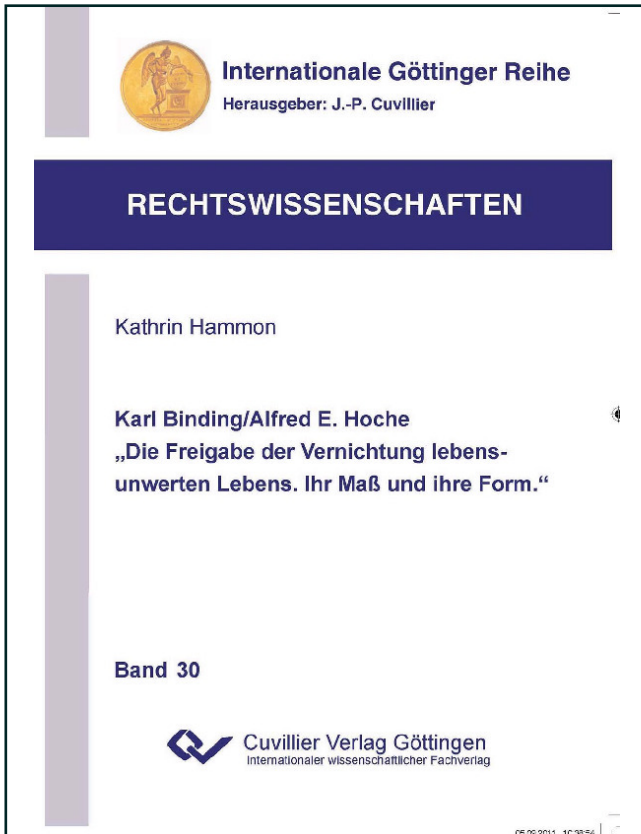 Internationale Göttinger Reihe
Herausgeber: J.-P. Cuvillier
RECHTSWISSENSCHAFTEN
Kathrin Hammon
Karl Binding/Alfred E. Hoche
„Die Freigabe der Vernichtung lebens-
unwerten Lebens. Ihr Maß und ihre Form.“
Band 30
Cuvillier Verlag Göttingen
Internationaler wissenschaftlicher Fachverlag